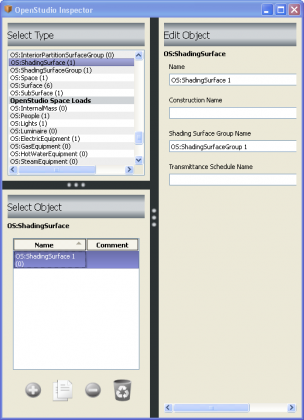 OpenStudio Inspector
Select Type
OS:InteriorPartitionSurfaceGroup (0)
OS:ShadingSurface (1)
OS:ShadingSurfaceGroup (1)
OS:Space (1)
OS:Surface (6)
OS:SubSurface (1)
OpenStudio Space Loads
OS:InternalMass (0)
OS:People (1)
OS:Lights (1)
OS:Luminaire (0)
OS:ElectricEquipment (1)
OS:GasEquipment (0)
OS:HotWaterEquipment (0)
OS:SteamEquipment (0)
Select Object
OS:ShadingSurface
Name Comment
OS:ShadingSurface 1
(0)
Edit Object
OS:ShadingSurface
Name
OS:ShadingSurface 1
Construction Name
Shading Surface Group Name
OS:ShadingSurfaceGroup 1
Transmittance Schedule Name